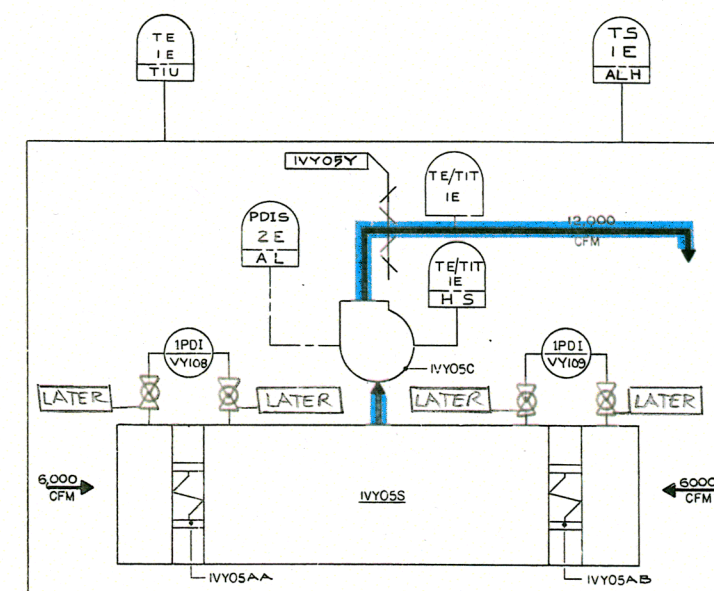 TE
IE
TIU
TS
IE
ALH
IVY05Y
TE/TIT
IE
PDIS
2E
AL
12,000
CFM
TE/TIT
IE
HS
1PDI
VY108
1PDI
VY109
IVY05C
LATER
LATER
LATER
LATER
6,000
CFM
IVY05S
6000
CFM
IVY05AA
IVY05AB